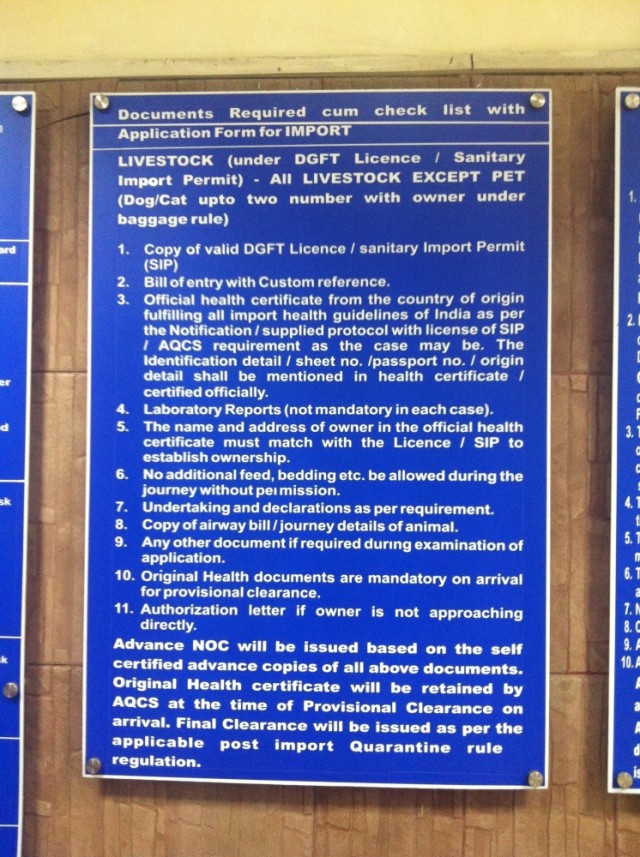 Documents Required cum check list with
Application Form for IMPORT
LIVESTOCK (under DGFT Licence / Sanitary
Import Permit) - All LIVESTOCK EXCEPT PET
(Dog/Cat upto two number with owner under
baggage rule)
1. Copy of valid DGFT Licence / sanitary Import Permit
(SIP)
2. Bill of entry with Custom reference.
3. Official health certificate from the country of origin
fulfilling all import health guidelines of India as per
the Notification / supplied protocol with license of SIP
/ AQCS requirement as the case may be. The
Identification detail / sheet no. /passport no. / origin
detail shall be mentioned in health certificate /
certified officially.
4. Laboratory Reports (not mandatory in each case).
5. The name and address of owner in the official health
certificate must match with the Licence / SIP to
establish ownership.
6. No additional feed, bedding etc. be allowed during the
journey without permission.
7. Undertaking and declarations as per requirement.
8. Copy of airway bill / journey details of animal.
9. Any other document if required during examination of
application.
10. Original Health documents are mandatory on arrival
for provisional clearance.
11. Authorization letter if owner is not approaching
directly.
Advance NOC will be issued based on the self
certified advance copies of all above documents.
Original Health certificate will be retained by
AQCS at the time of Provisional Clearance on
arrival. Final Clearance will be issued as per the
applicable post import Quarantine rule
regulation.
1.
2.
3.
4.
5.
6.
7.
8.
9.
10.